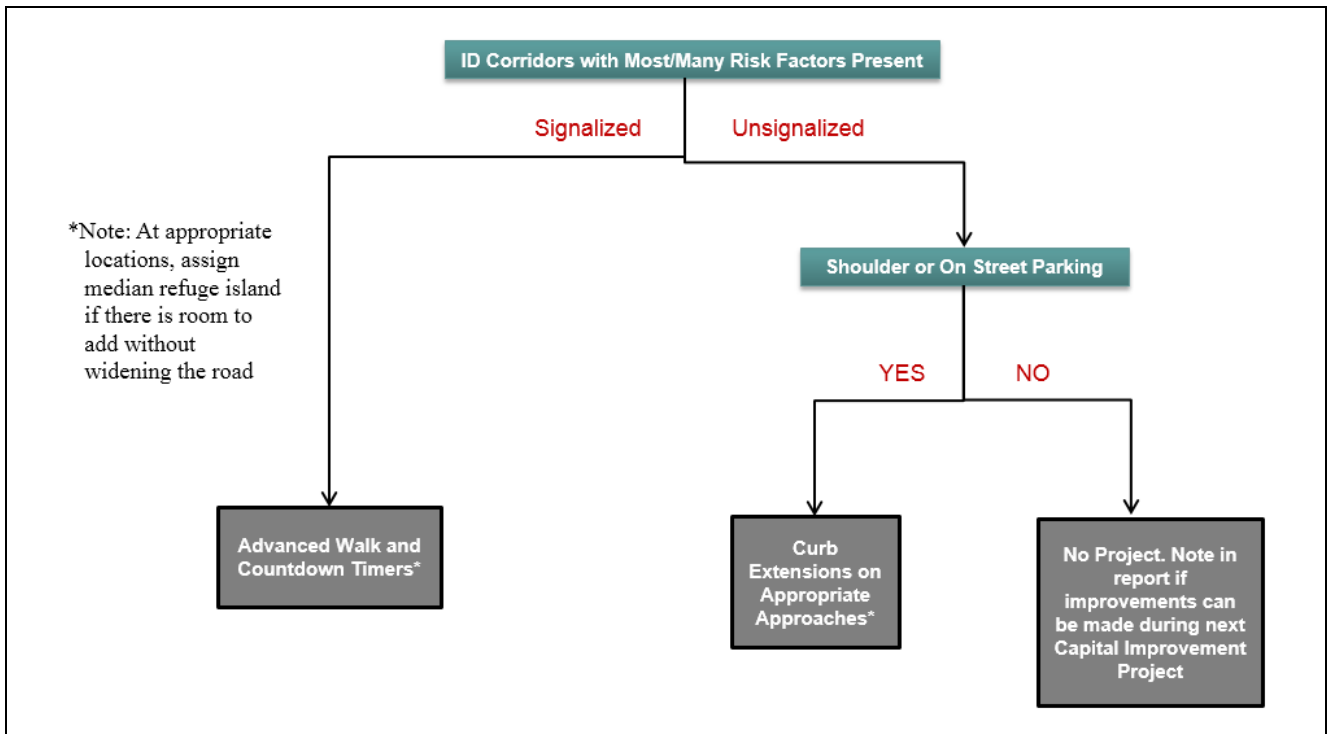 ID Corridors with Most/Many Risk Factors Present
Signalized
Unsignalized
*Note: At appropriate
locations, assign
median refuge island
if there is room to
add without
widening the road
Shoulder or On Street Parking
YES
NO
Advanced Walk and
Countdown Timers*
Curb
Extensions on
Appropriate
Approaches*
No Project. Note in
report if
improvements can
be made during next
Capital Improvement
Project